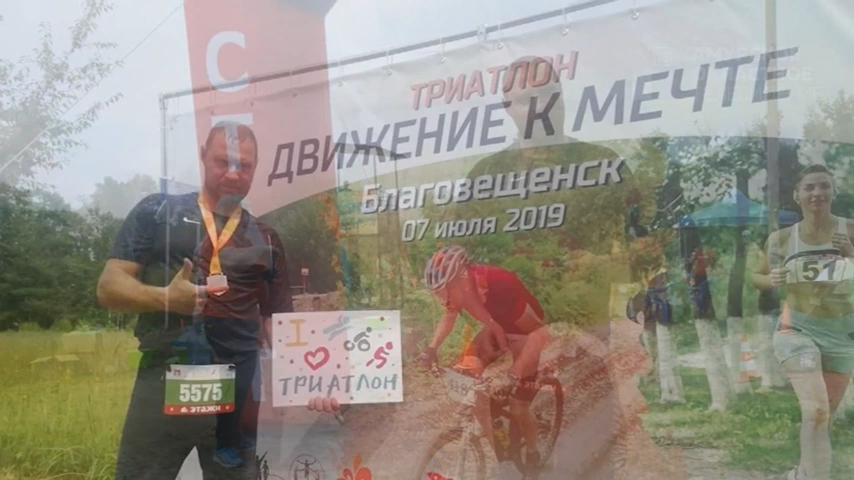 ТРИАТЛОН
ДВИЖЕНИЕ К МЕЧТЕ
Благовещенск
07 июля 2019
51
I
ТРИАТЛОН
5575
ЭТАЖИ